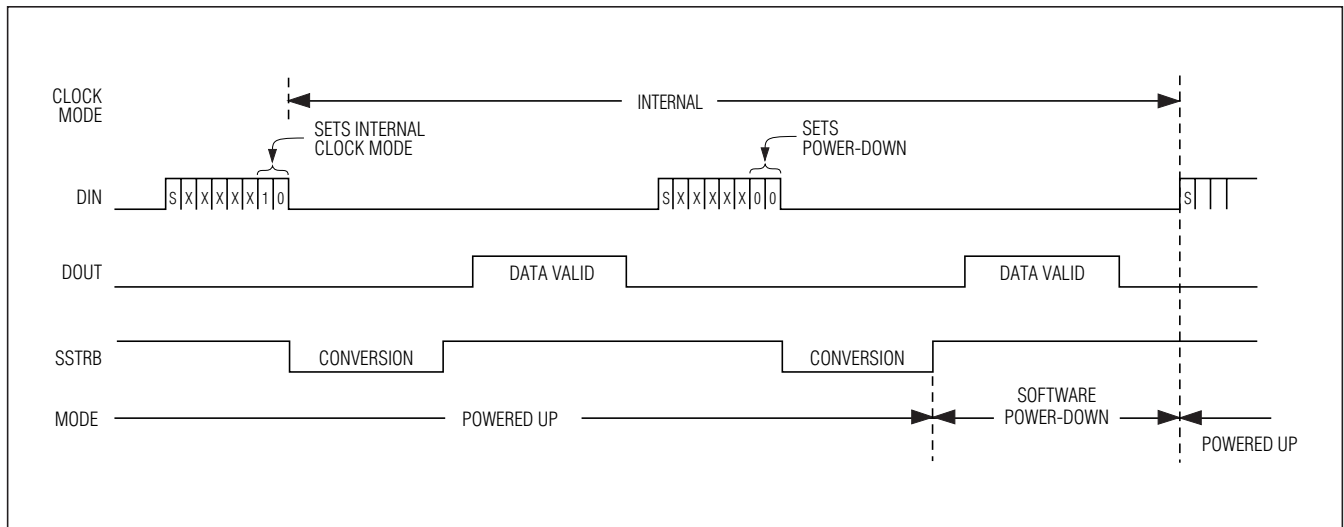 CLOCK
MODE
INTERNAL
SETS INTERNAL
CLOCK MODE
SETS
POWER-DOWN
DIN
S X X X X X 1 0
S X X X X X 0 0
S
DOUT
DATA VALID
DATA VALID
SSTRB
CONVERSION
CONVERSION
MODE
POWERED UP
SOFTWARE
POWER-DOWN
POWERED UP